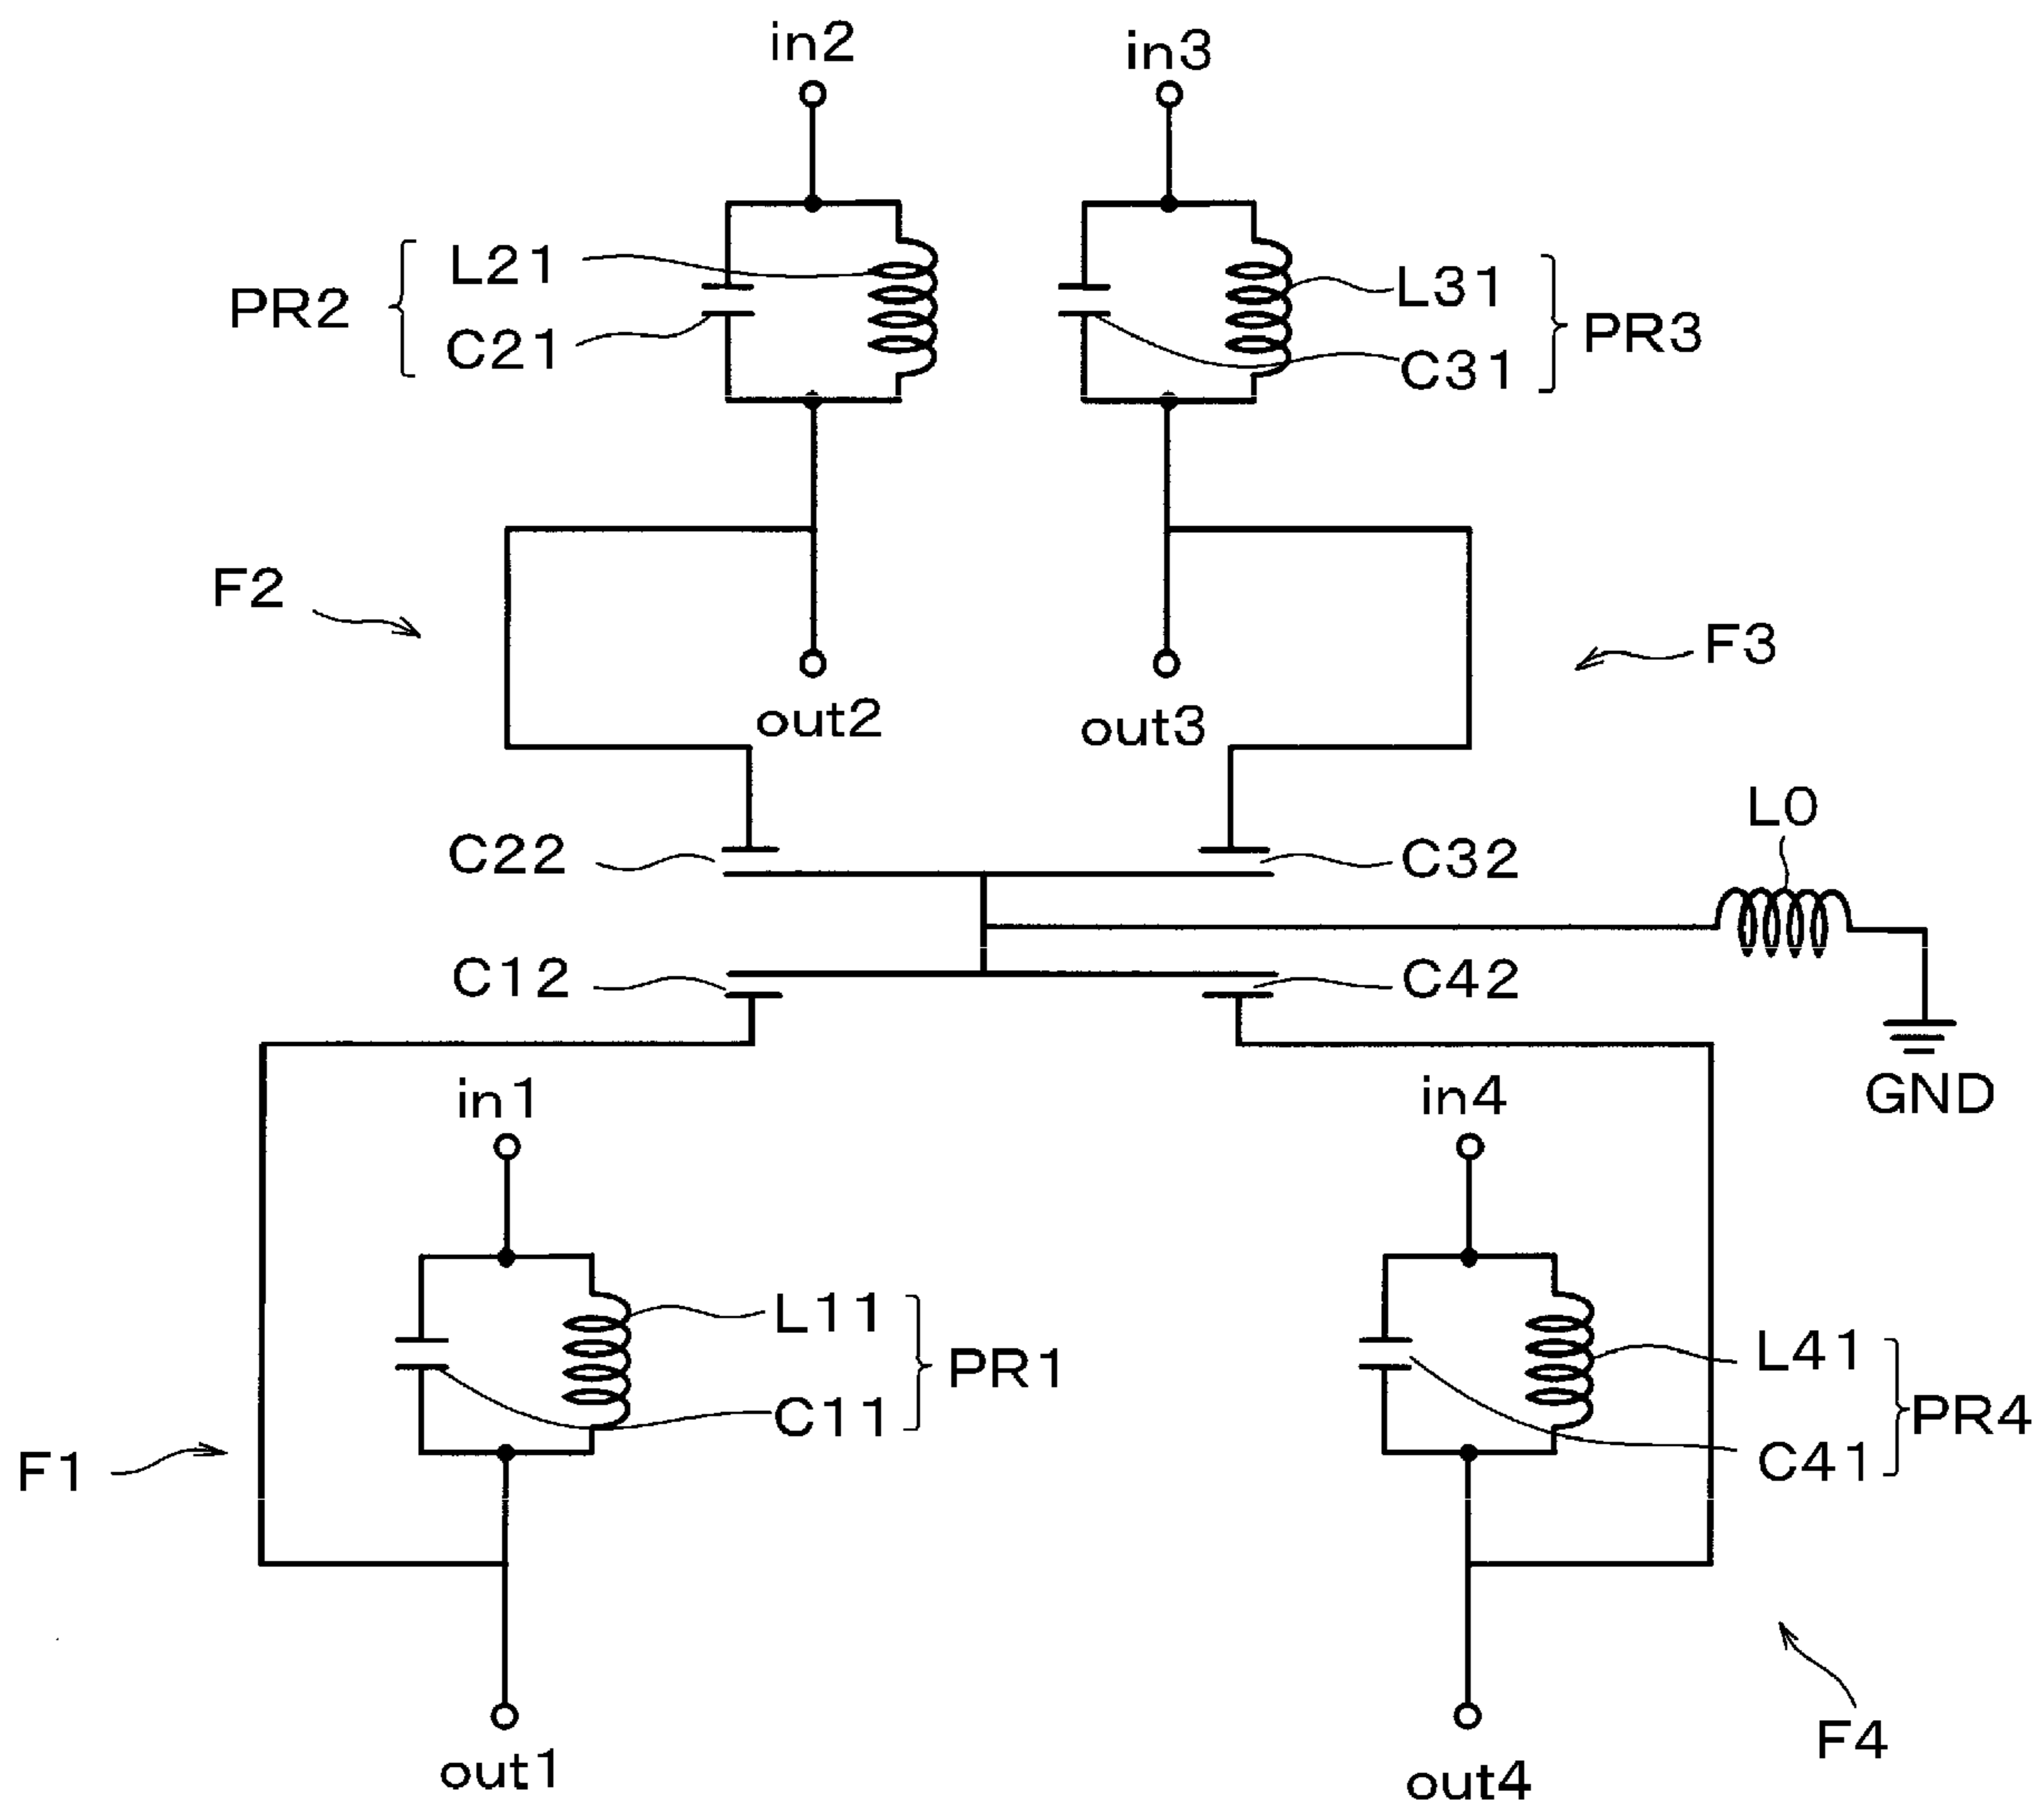 in2
in3
L21
PR2
C21
L31
PR3
C31
F2
F3
out2
out3
L0
C22
C32
C12
C42
GND
in1
in4
L11
PR1
C11
L41
PR4
C41
F1
F4
out1
out4